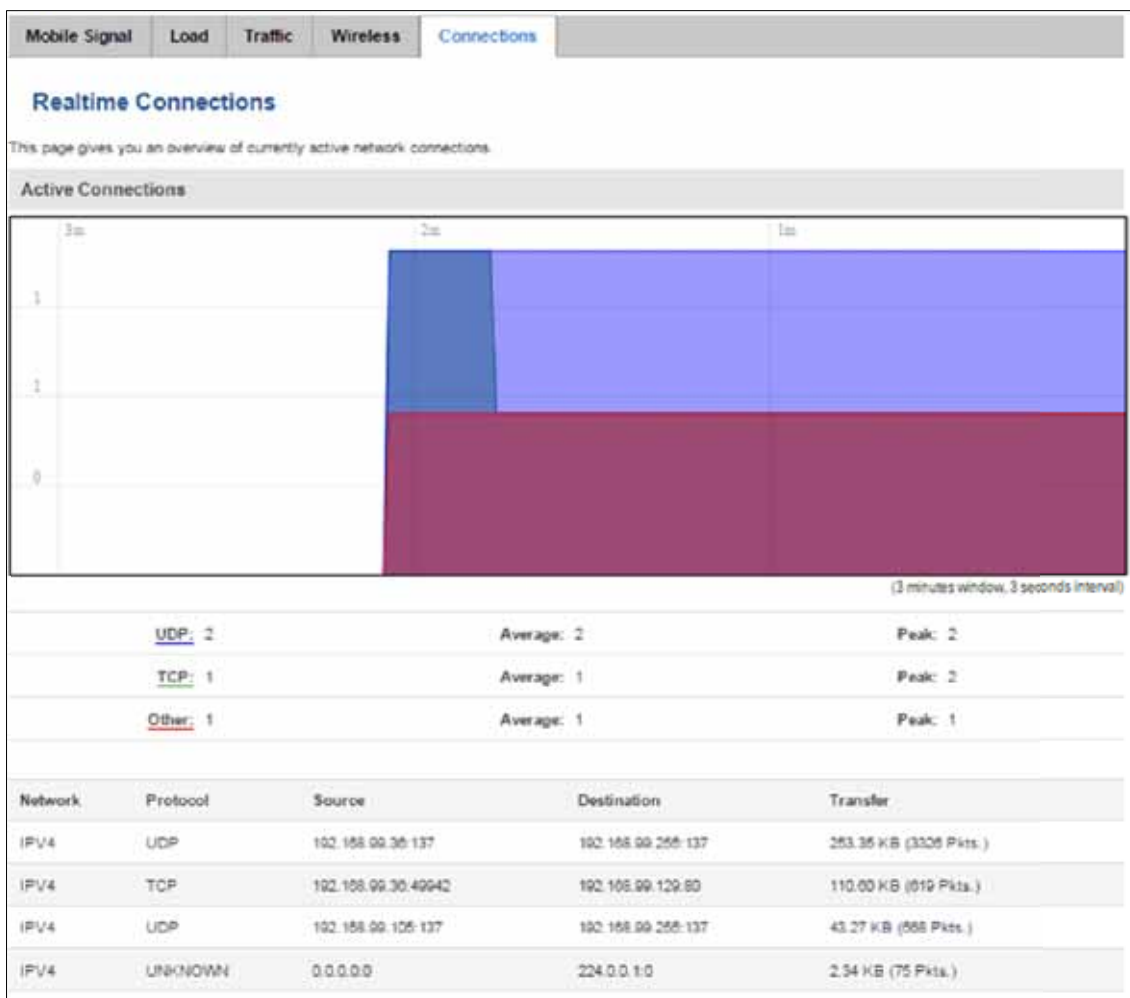 Mobile Signal Load Traffic Wireless Connections
Realtime Connections
This page gives you an overview of currently active network connections.
Active Connections
3m 2m 1m
1
1
0
(3 minutes window, 3 seconds interval)
UDP: 2 Average: 2 Peak: 2
TCP: 1 Average: 1 Peak: 2
Other: 1 Average: 1 Peak: 1
Network Protocol Source Destination Transfer
IPV4 UDP 192.168.99.36:137 192.168.99.255:137 253.35 KB (3326 Pkts.)
IPV4 TCP 192.168.99.36:49942 192.168.99.129:80 110.60 KB (619 Pkts.)
IPV4 UDP 192.168.99.105:137 192.168.99.255:137 43.27 KB (568 Pkts.)
IPV4 UNKNOWN 0.0.0.0:0 224.0.0.1:0 2.34 KB (75 Pkts.)